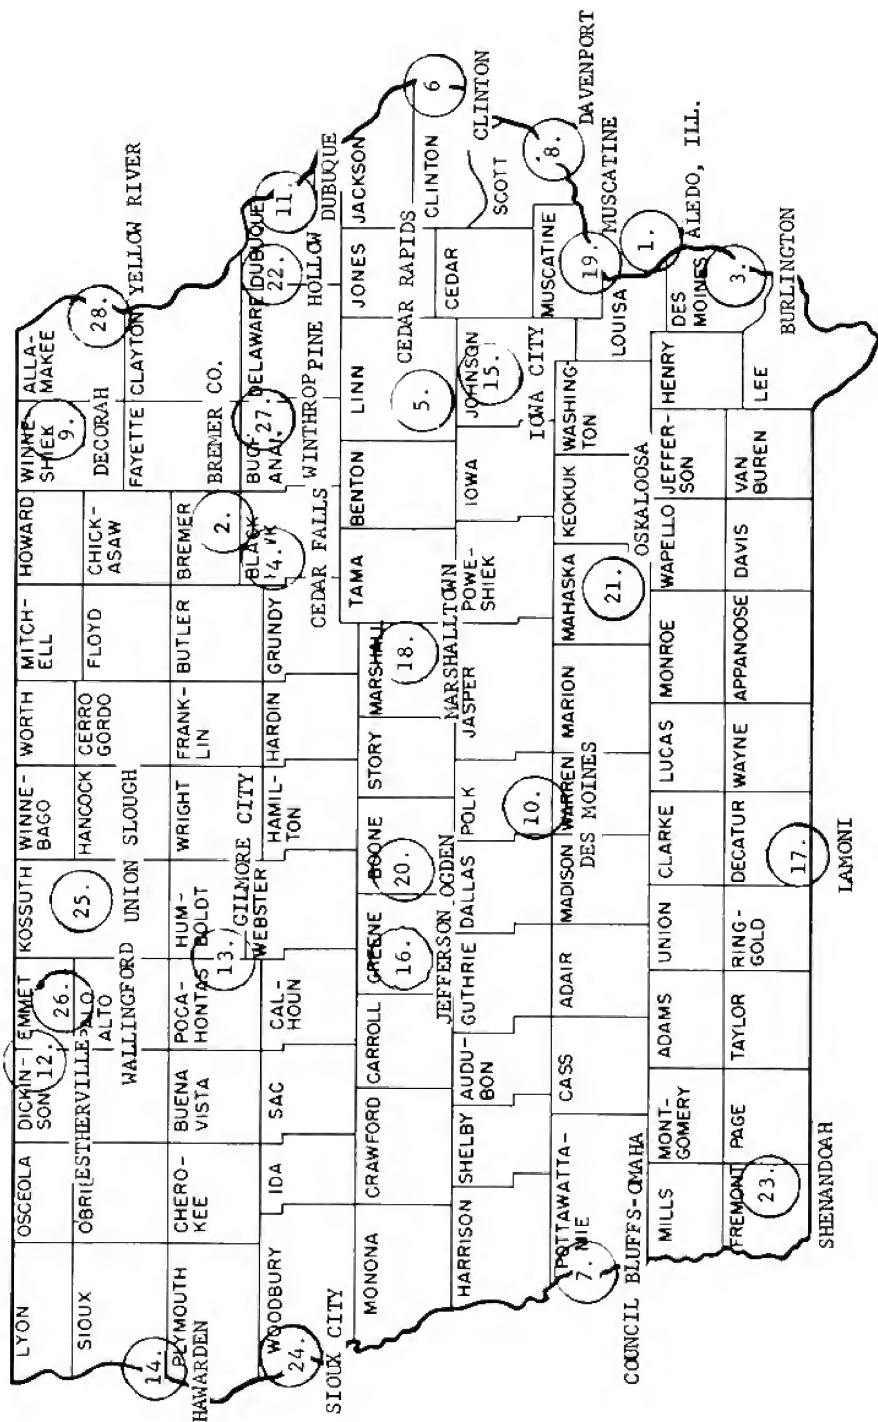 LYON
OSCEOLA
DICKIN-
SON
12.
EMMET
26.
KOSSUTH
25.
WINNE-
BAGO
WORTH
MITCH-
ELL
HOWARD
WINNE-
SHIEK
9.
ALLA-
MAKEE
28.
SIOUX
OBRI
ESTHERVILLE
ALO
ALTO
HANCOCK
CERRO
GORDO
FLOYD
CHICK-
ASAW
DECORAH
FAYETTE
CLAYTON
YELLOW RIVER
WALLINGFORD
UNION SLOUGH
14.
HAWARDEN
PLYMOUTH
CHERO-
KEE
BUENA
VISTA
POCA-
HONTAS
HUM-
BOLDT
13.
GILMORE CITY
WRIGHT
FRANK-
LIN
BUTLER
BREMER
2.
BREMER CO.
WOODBURY
24.
SIOUX CITY
IDA
SAC
CAL-
HOUN
WEBSTER
HAMIL-
TON
HARDIN
GRUNDY
BLACK
WK
4.
CEDAR FALLS
BUC
ANAN
27.
WINTHROP
DELAWARE
22.
PINE HOLLOW
DUBUQUE
11.
DUBUQUE
MONONA
CRAWFORD
CARROLL
GREENE
16.
JEFFERSON
BOONE
20.
OGDEN
STORY
MARSHALL
18.
MARSHALLTOWN
TAMA
BENTON
LINN
5.
CEDAR RAPIDS
JONES
JACKSON
CLINTON
6
CLINTON
HARRISON
SHELBY
AUDU-
BON
GUTHRIE
DALLAS
POLK
10.
DES MOINES
JASPER
POWE-
SHIEK
IOWA
JOHNSON
15.
IOWA CITY
CEDAR
SCOTT
8.
DAVENPORT
POTTAWATTA-
MIE
7.
COUNCIL BLUFFS-OMAHA
CASS
ADAIR
MADISON
WARREN
MARION
MAHASKA
21.
OSKALOOSA
KEOKUK
WASHING-
TON
LOUISA
MUSCATINE
19.
MUSCATINE
1.
ALEDO, ILL.
MILLS
MONT-
GOMERY
ADAMS
UNION
CLARKE
LUCAS
MONROE
WAPELLO
JEFFER-
SON
HENRY
DES
MOINES
3.
BURLINGTON
FREMONT
23.
SHENANDOAH
PAGE
TAYLOR
RING-
GOLD
DECATUR
17.
LAMONI
WAYNE
APPANOOSE
DAVIS
VAN
BUREN
LEE